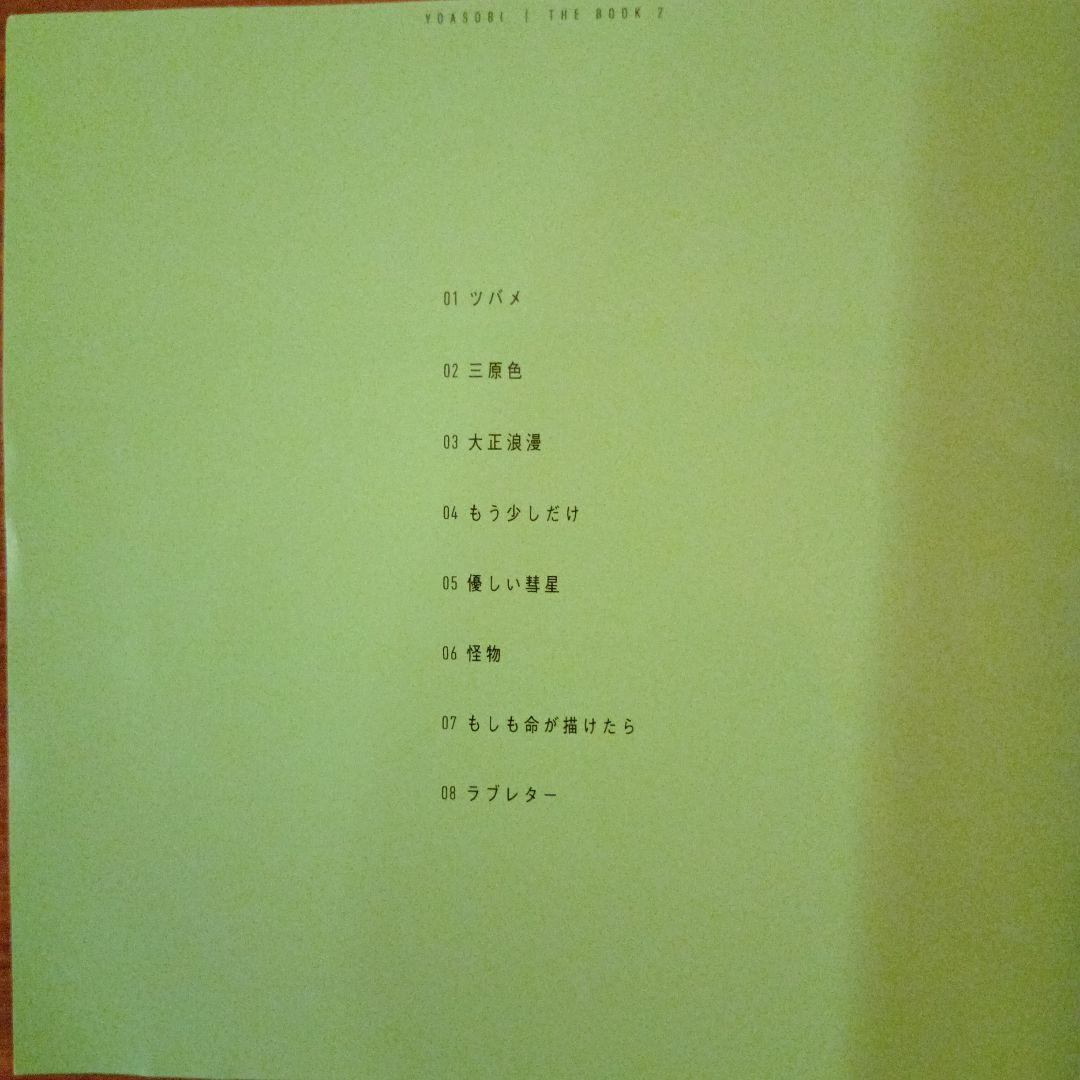 YOASOBI | THE BOOK 2
01 ツバメ
02 三原色
03 大正浪漫
04 もう少しだけ
05 優しい彗星
06 怪物
07 もしも命が描けたら
08 ラブレター